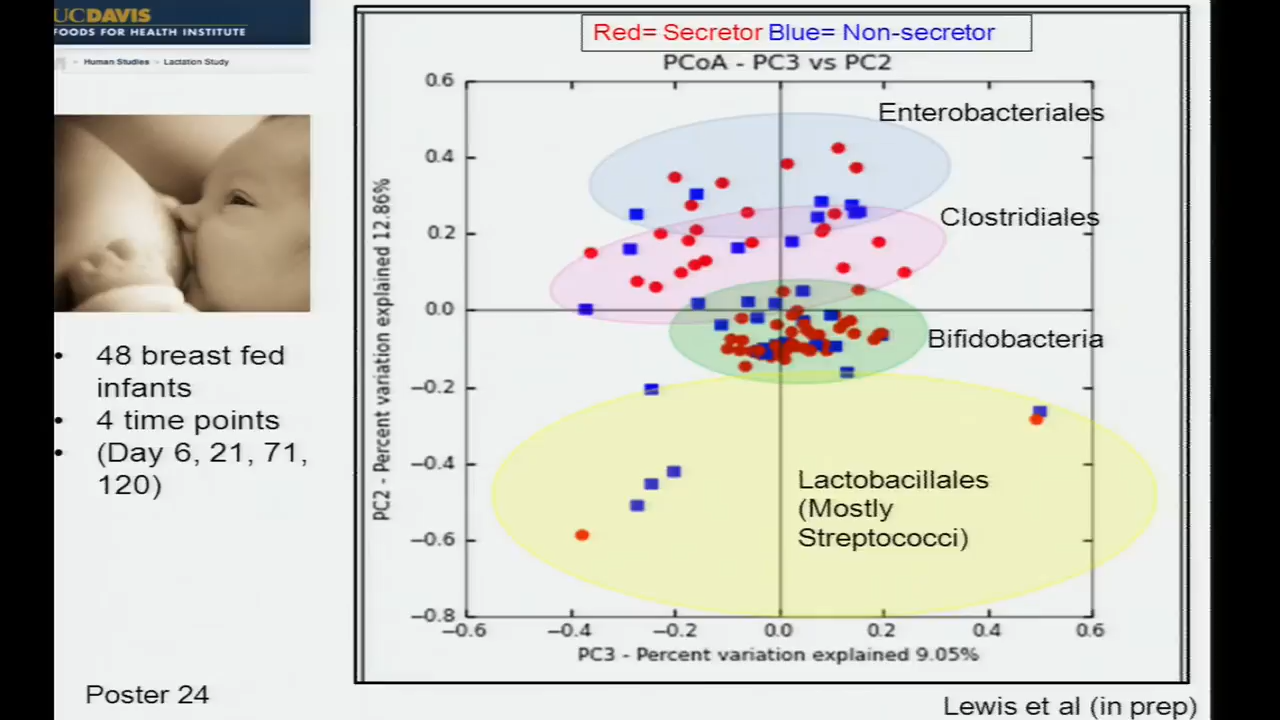 UCDAVIS
FOODS FOR HEALTH INSTITUTE
> Human Studies > Lactation Study
• 48 breast fed
infants
• 4 time points
• (Day 6, 21, 71,
120)
Poster 24
Red= Secretor Blue= Non-secretor
PCoA - PC3 vs PC2
PC2 - Percent variation explained 12.86%
0.6
0.4
0.2
0.0
−0.2
−0.4
−0.6
−0.8
Enterobacteriales
Clostridiales
Bifidobacteria
Lactobacillales
(Mostly
Streptococci)
−0.6 −0.4 −0.2 0.0 0.2 0.4 0.6
PC3 - Percent variation explained 9.05%
Lewis et al (in prep)